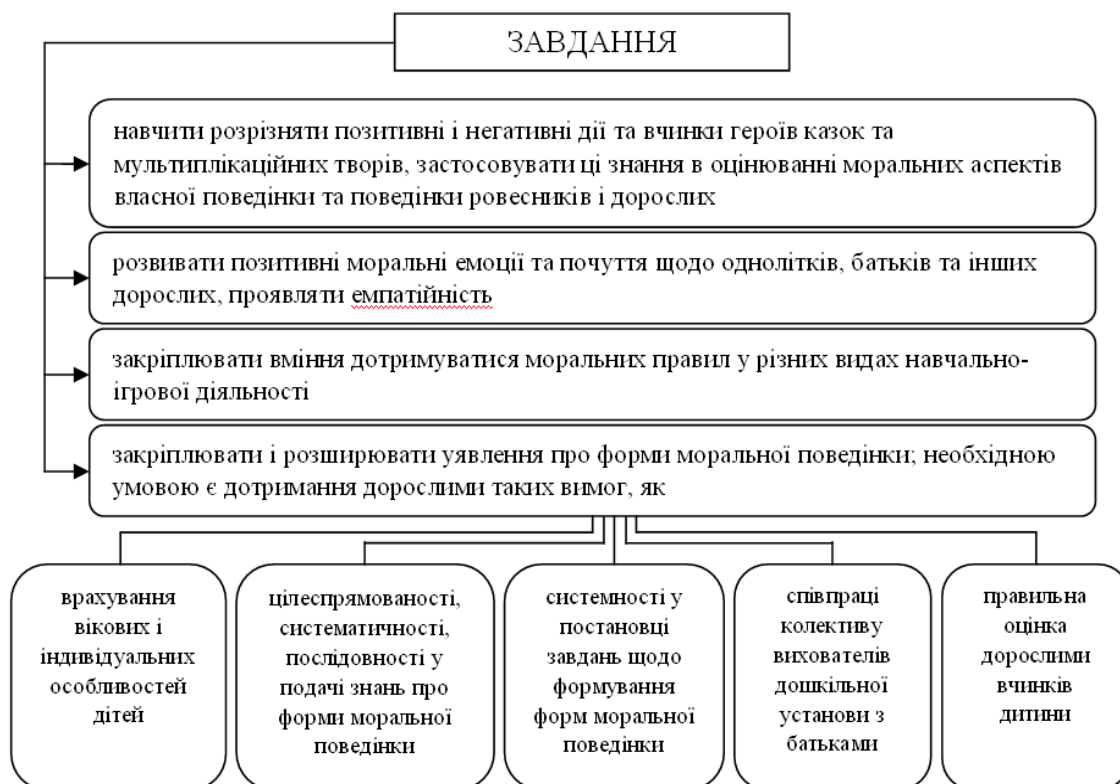 ЗАВДАННЯ
навчити розрізняти позитивні і негативні дії та вчинки героїв казок та
мультиплікаційних творів, застосовувати ці знання в оцінюванні моральних аспектів
власної поведінки та поведінки ровесників і дорослих
розвивати позитивні моральні емоції та почуття щодо однолітків, батьків та інших
дорослих, проявляти емпатійність
закріплювати вміння дотримуватися моральних правил у різних видах навчально-
ігрової діяльності
закріплювати і розширювати уявлення про форми моральної поведінки; необхідною
умовою є дотримання дорослими таких вимог, як
врахування
вікових і
індивідуальних
особливостей
дітей
цілеспрямованості,
систематичності,
послідовності у
подачі знань про
форми моральної
поведінки
системності у
постановці
завдань щодо
формування
форм моральної
поведінки
співпраці
колективу
вихователів
дошкільної
установи з
батьками
правильна
оцінка
дорослими
вчинків
дитини